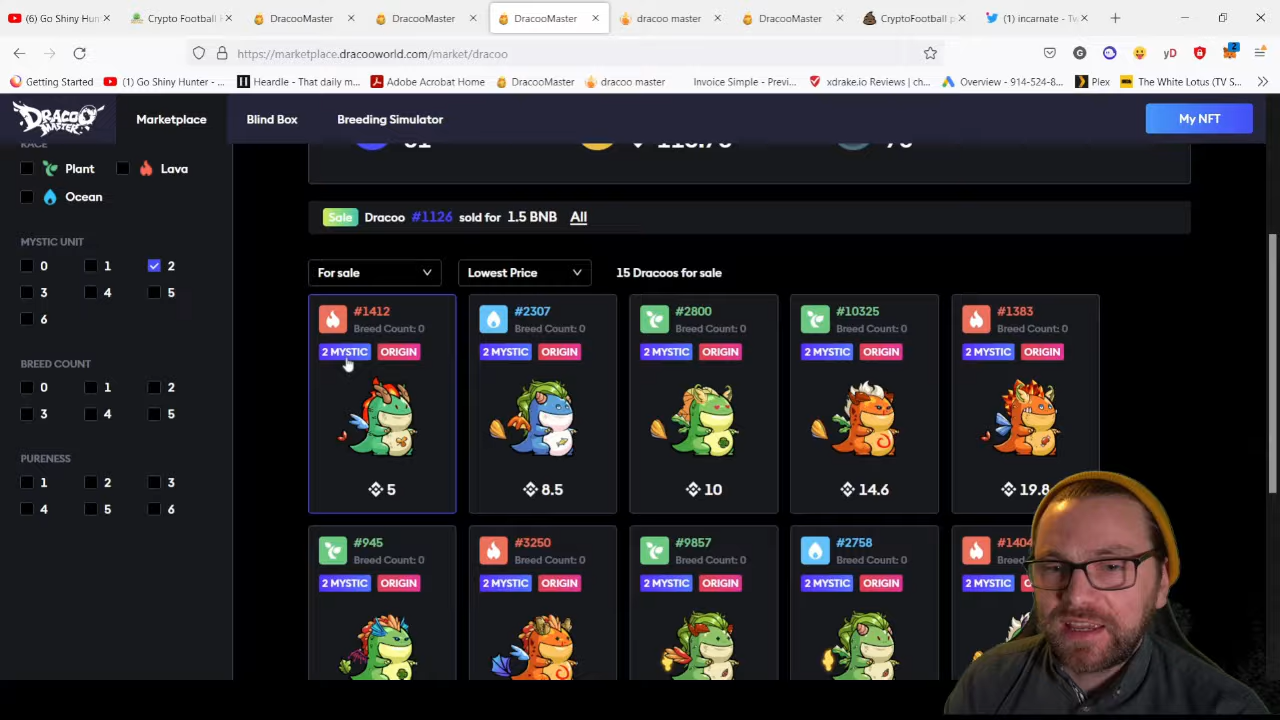 (6) Go Shiny Hun
Crypto Football
DracooMaster
DracooMaster
DracooMaster
dracoo master
DracooMaster
CryptoFootball p
(1) incarnate - Tw
https://marketplace.dracooworld.com/market/dracoo
Getting Started
(1) Go Shiny Hunter - ...
Heardle - That daily m...
Adobe Acrobat Home
DracooMaster
dracoo master
Invoice Simple - Previ...
xdrake.io Reviews | ch...
Overview - 914-524-8...
Plex
The White Lotus (TV S...
DRACOO MASTER
Marketplace
Blind Box
Breeding Simulator
My NFT
RACE
Plant
Lava
Ocean
MYSTIC UNIT
0 1 2
3 4 5
6
BREED COUNT
0 1 2
3 4 5
PURENESS
1 2 3
4 5 6
Sale Dracoo #1126 sold for 1.5 BNB All
For sale
Lowest Price
15 Dracoos for sale
#1412
Breed Count: 0
2 MYSTIC ORIGIN
5
#2307
Breed Count: 0
2 MYSTIC ORIGIN
8.5
#2800
Breed Count: 0
2 MYSTIC ORIGIN
10
#10325
Breed Count: 0
2 MYSTIC ORIGIN
14.6
#1383
Breed Count: 0
2 MYSTIC ORIGIN
19.8
#945
Breed Count: 0
2 MYSTIC ORIGIN
#3250
Breed Count: 0
2 MYSTIC ORIGIN
#9857
Breed Count: 0
2 MYSTIC ORIGIN
#2758
Breed Count: 0
2 MYSTIC ORIGIN
#1404
Breed Count: 0
2 MYSTIC